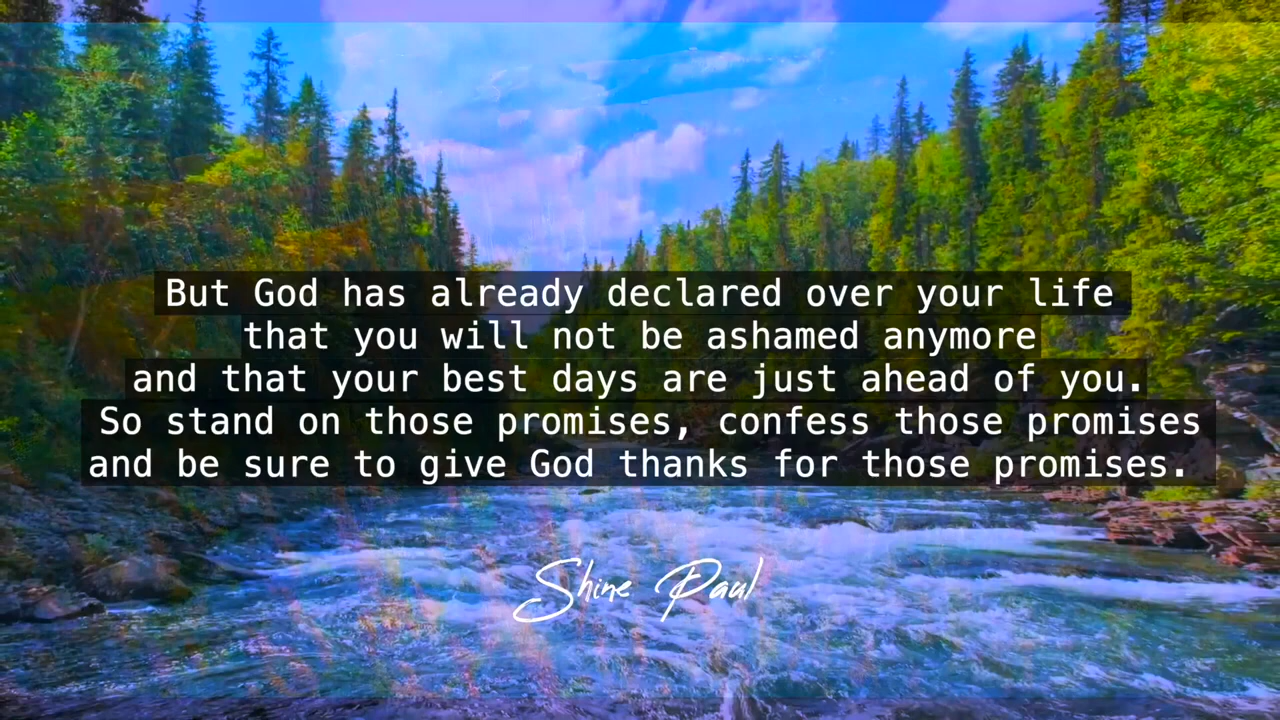 But God has already declared over your life
that you will not be ashamed anymore
and that your best days are just ahead of you.
So stand on those promises, confess those promises
and be sure to give God thanks for those promises.
Shine Paul